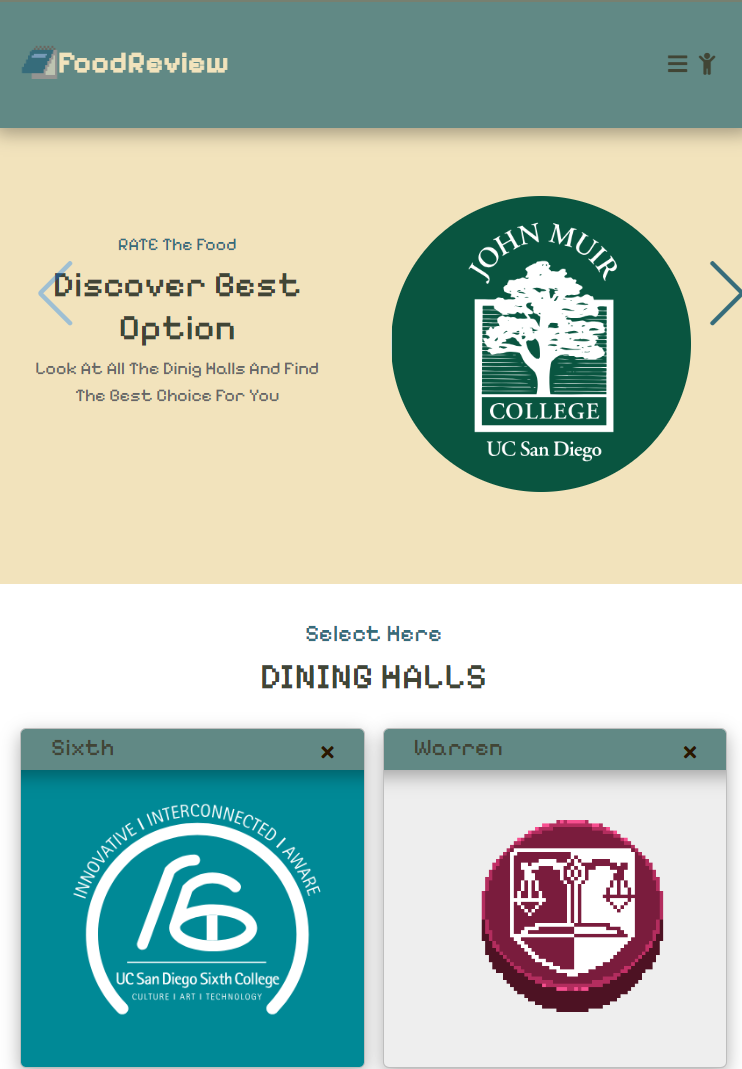 FoodReview
RATE The Food
Discover Best
Option
Look At All The Dinig Halls And Find
The Best Choice For You
JOHN MUIR
COLLEGE
UC San Diego
Select Here
DINING HALLS
Sixth
Warren
INNOVATIVE | INTERCONNECTED | AWARE
UC San Diego Sixth College
CULTURE | ART | TECHNOLOGY